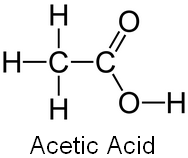 H O
H C C
H O H
Acetic Acid